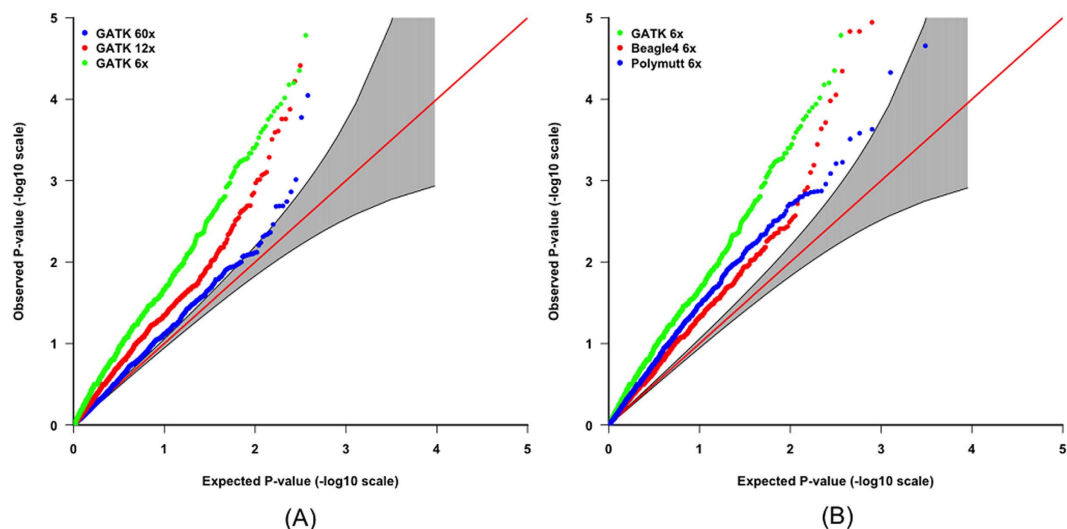 5
4
3
2
1
0
Observed P-value (-log10 scale)
GATK 60x
GATK 12x
GATK 6x
0 1 2 3 4 5
Expected P-value (-log10 scale)
(A)
5
4
3
2
1
0
Observed P-value (-log10 scale)
GATK 6x
Beagle4 6x
Polymutt 6x
0 1 2 3 4 5
Expected P-value (-log10 scale)
(B)